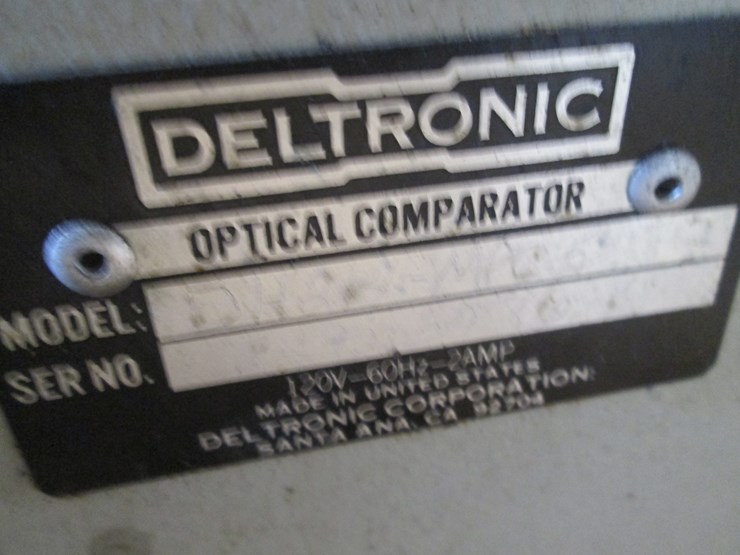 DELTRONIC
OPTICAL COMPARATOR
MODEL:
SER NO.
120V-60Hz-2AMP
MADE IN UNITED STATES
DELTRONIC CORPORATION
SANTA ANA, CA 92704